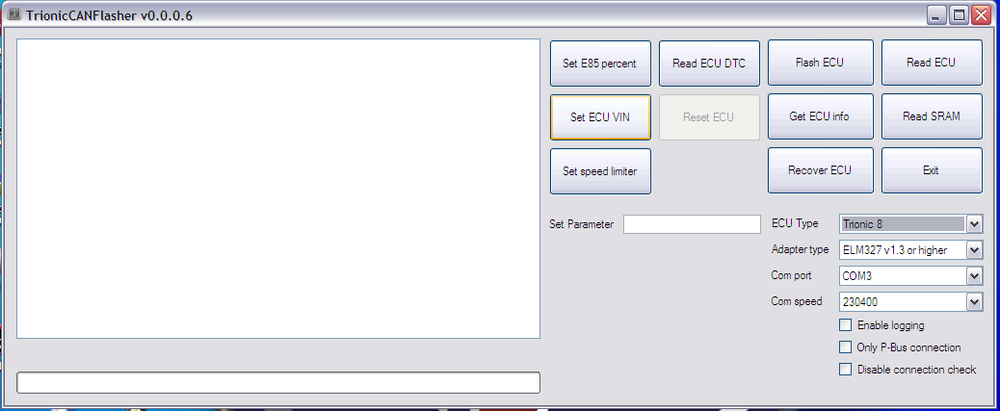 TrionicCANFlasher v0.0.0.6
Set E85 percent
Read ECU DTC
Flash ECU
Read ECU
Set ECU VIN
Reset ECU
Get ECU info
Read SRAM
Set speed limiter
Recover ECU
Exit
Set Parameter
ECU Type
Trionic 8
Adapter type
ELM327 v1.3 or higher
Com port
COM3
Com speed
230400
Enable logging
Only P-Bus connection
Disable connection check